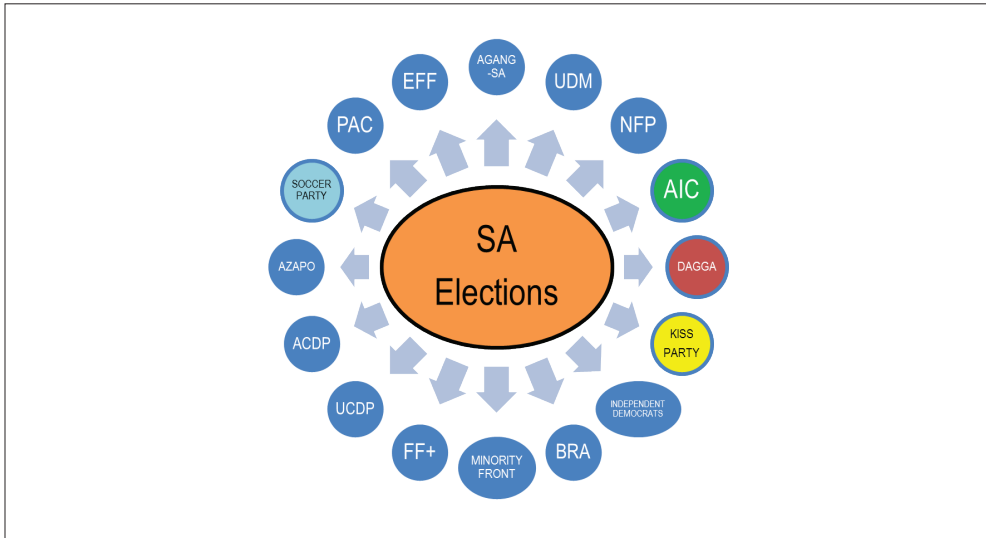 SA
Elections
AGANG
-SA
UDM
NFP
AIC
DAGGA
KISS
PARTY
INDEPENDENT
DEMOCRATS
BRA
MINORITY
FRONT
FF+
UCDP
ACDP
AZAPO
SOCCER
PARTY
PAC
EFF